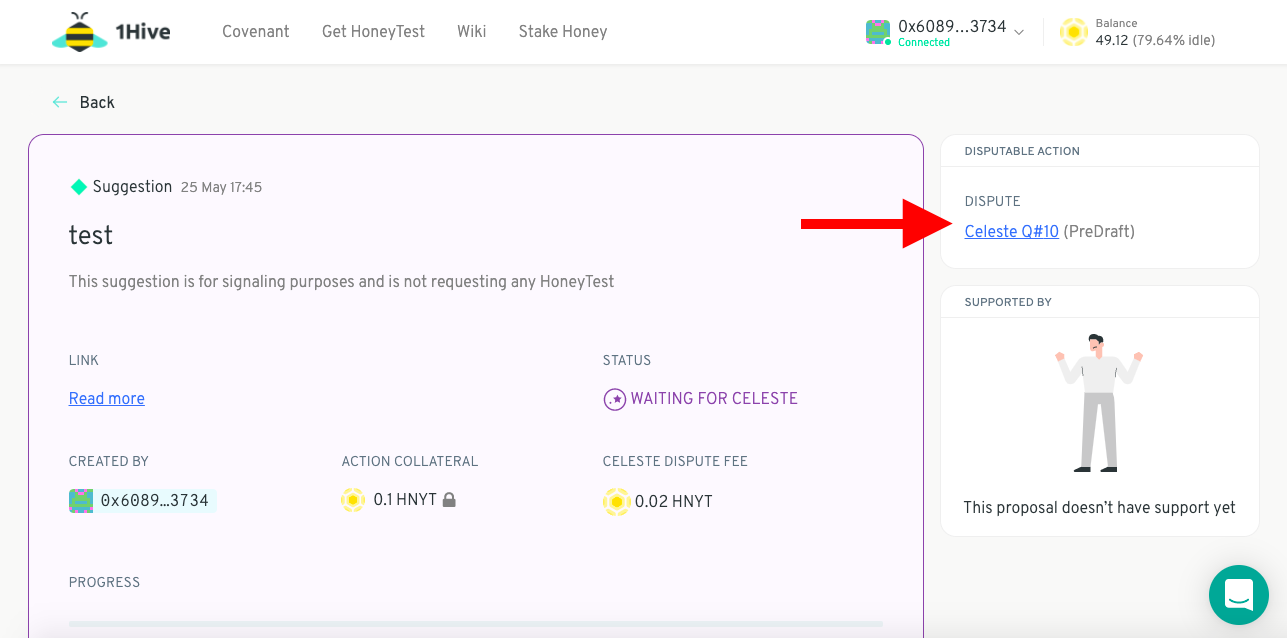 1Hive
Covenant
Get HoneyTest
Wiki
Stake Honey
0x6089…3734
Connected
Balance
49.12 (79.64% idle)
Back
Suggestion 25 May 17:45
test
This suggestion is for signaling purposes and is not requesting any HoneyTest
LINK
Read more
STATUS
WAITING FOR CELESTE
CREATED BY
0x6089…3734
ACTION COLLATERAL
0.1 HNYT
CELESTE DISPUTE FEE
0.02 HNYT
PROGRESS
DISPUTABLE ACTION
DISPUTE
Celeste Q#10 (PreDraft)
SUPPORTED BY
This proposal doesn’t have support yet